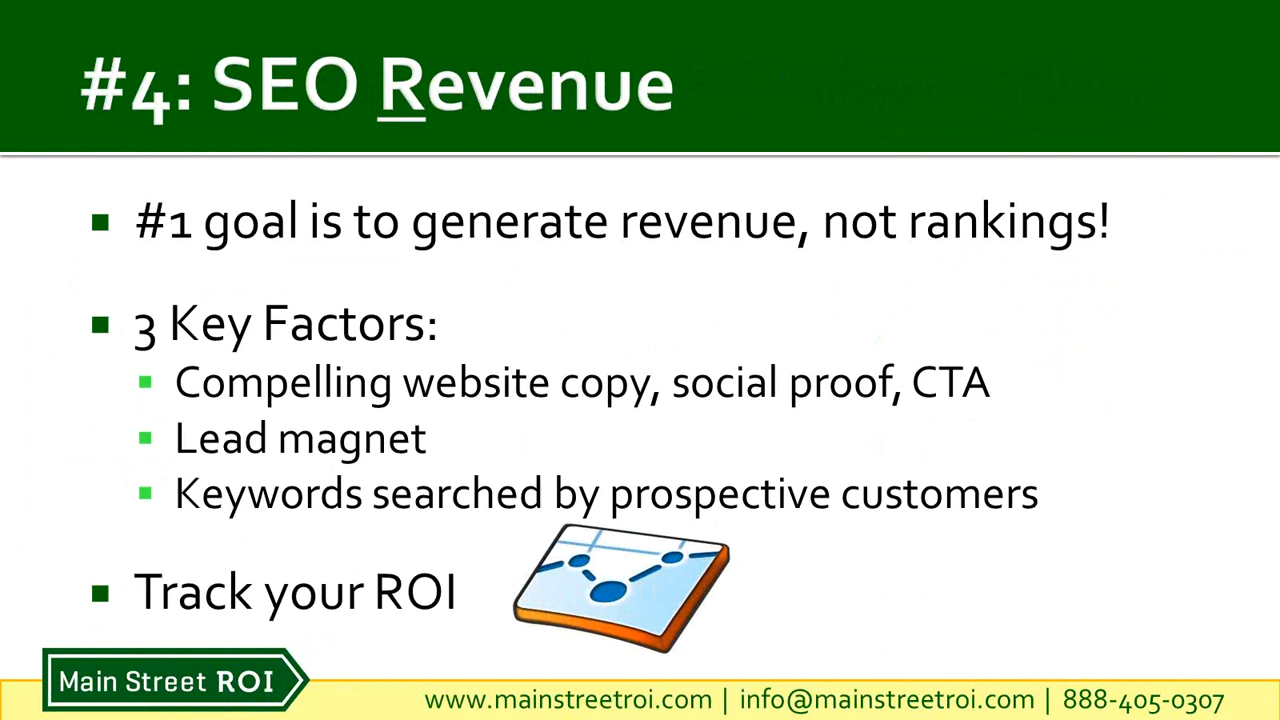 #4: SEO Revenue
#1 goal is to generate revenue, not rankings!
3 Key Factors:
Compelling website copy, social proof, CTA
Lead magnet
Keywords searched by prospective customers
Track your ROI
Main Street ROI
www.mainstreetroi.com | info@mainstreetroi.com | 888-405-0307